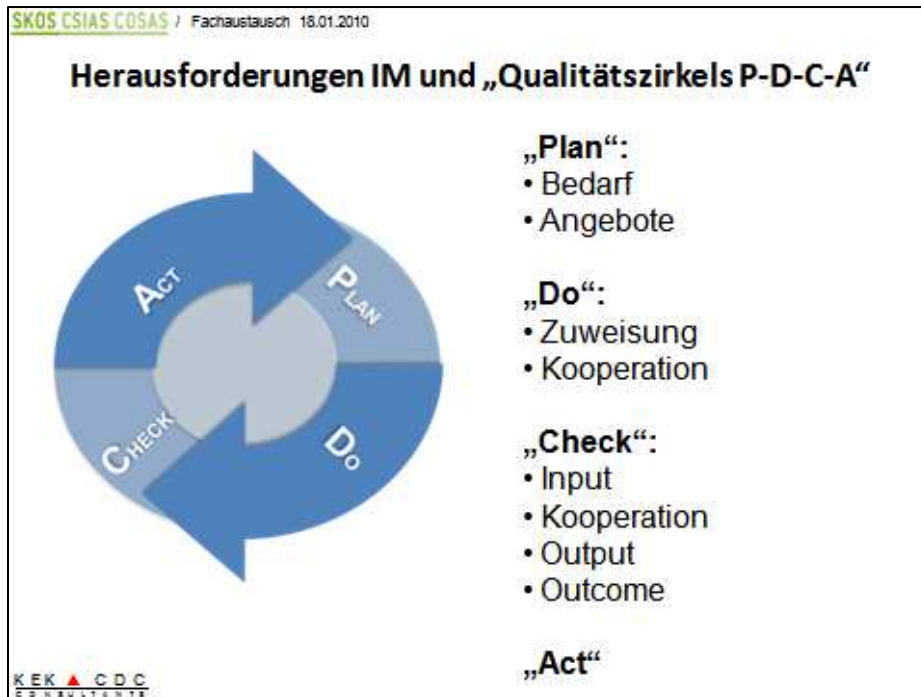 SKOS CSIAS COSAS / Fachaustausch 18.01.2010
Herausforderungen IM und „Qualitätszirkels P-D-C-A“
ACT
PLAN
CHECK
DO
„Plan“:
• Bedarf
• Angebote
„Do“:
• Zuweisung
• Kooperation
„Check“:
• Input
• Kooperation
• Output
• Outcome
„Act“
KEK CDC
CONSULTANTS